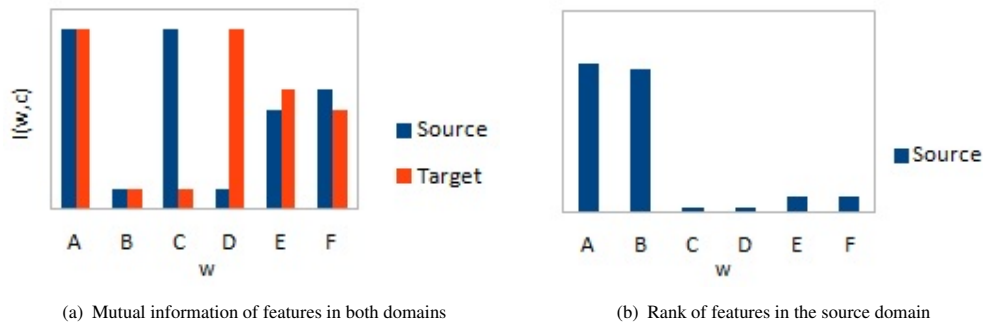 I(w,c)
Source
Target
A B C D E F
w
(a) Mutual information of features in both domains
Source
A B C D E F
w
(b) Rank of features in the source domain